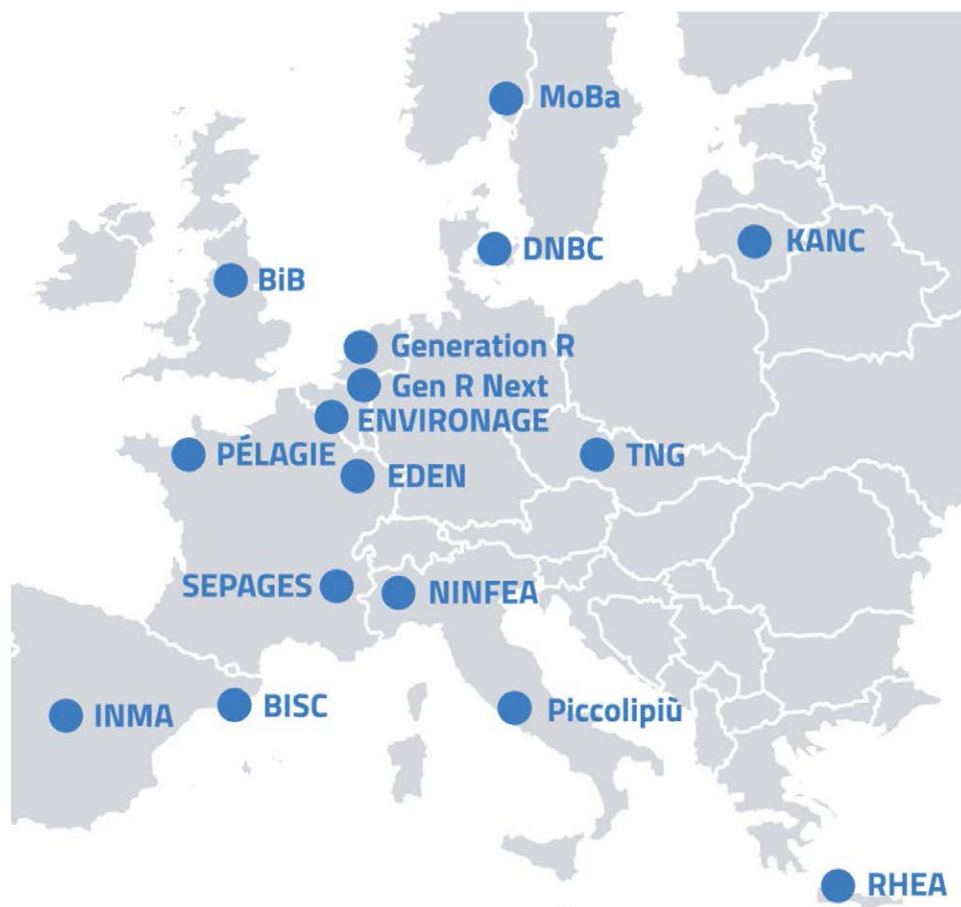 MoBa
KANC
DNBC
BiB
Generation R
Gen R Next
ENVIRONAGE
PÉLAGIE
TNG
EDEN
SEPAGES
NINFEA
INMA
BISC
Piccolipiù
RHEA